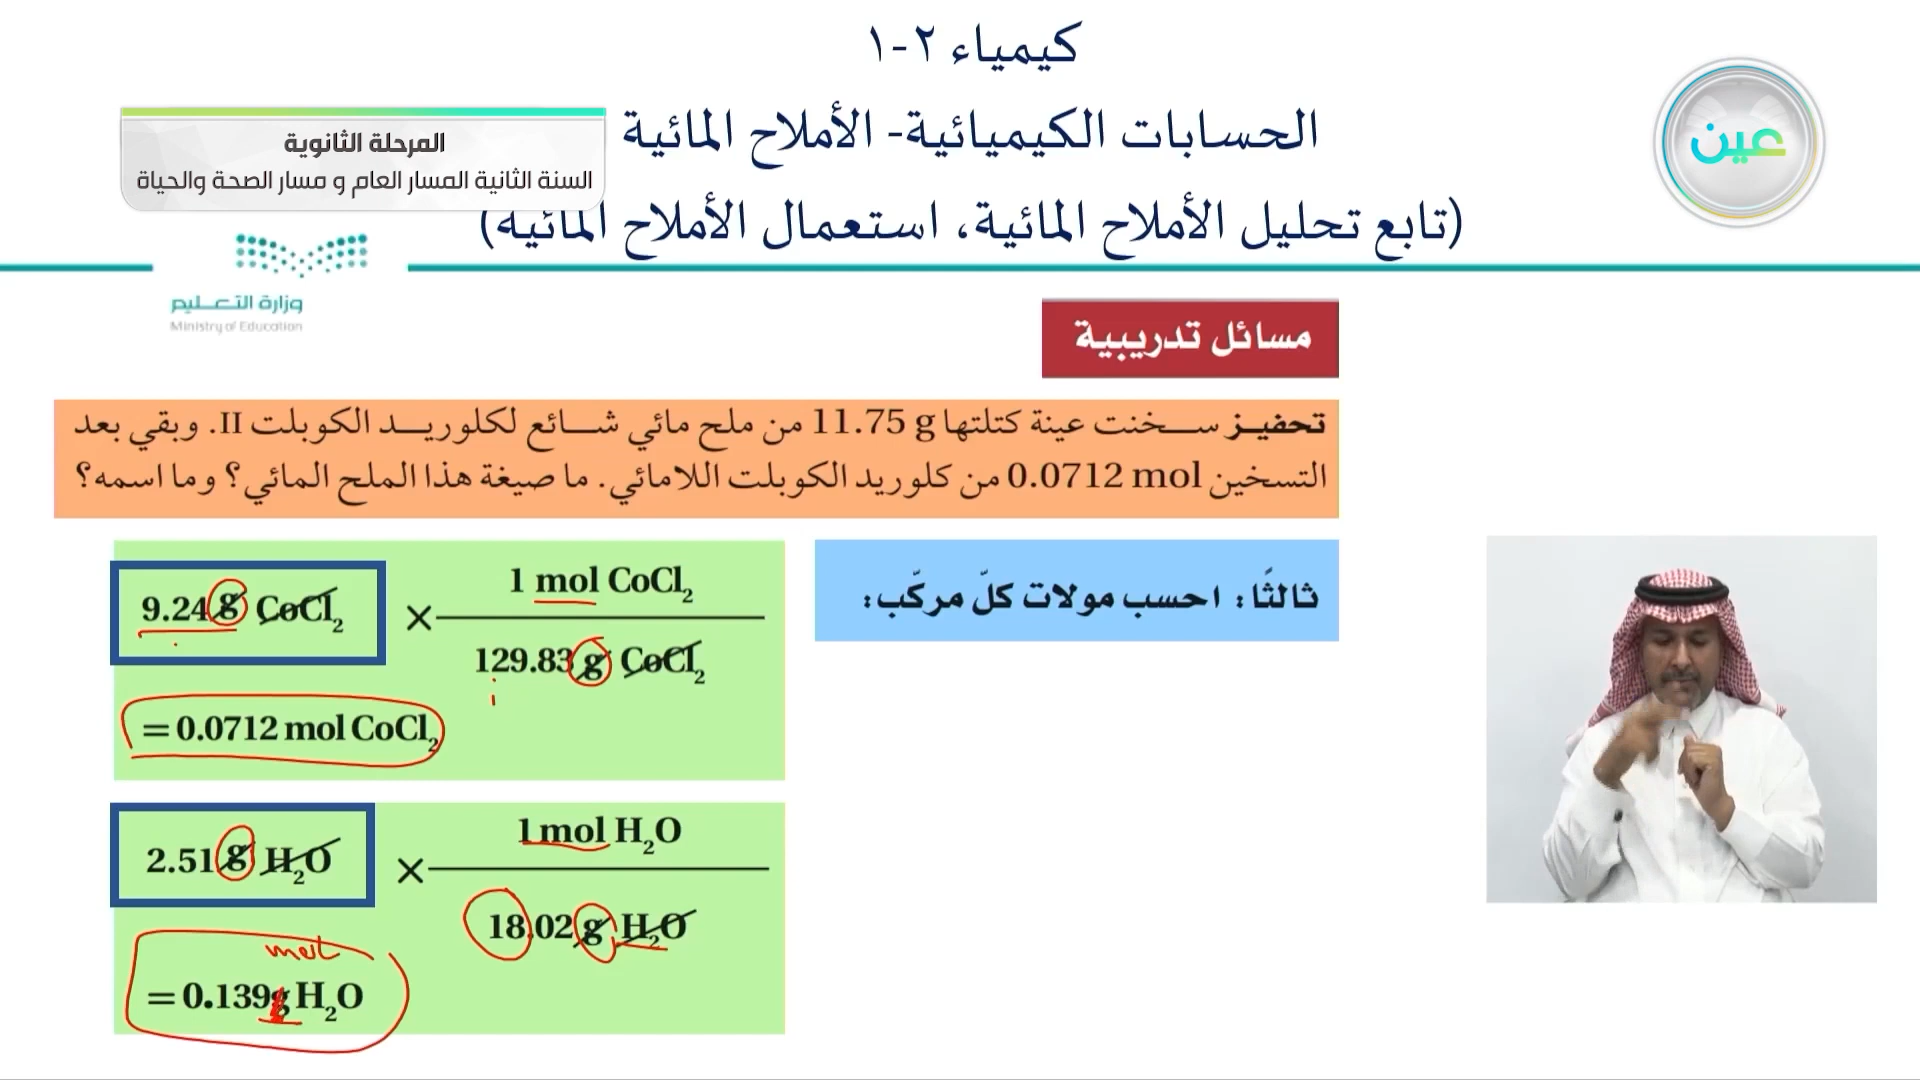 كيمياء ٢-١
الحسابات الكيميائية- الأملاح المائية
(تابع تحليل الأملاح المائية، استعمال الأملاح المائية)
المرحلة الثانوية
السنة الثانية المسار العام و مسار الصحة والحياة
عين
وزارة التعليم
Ministry of Education
مسائل تدريبية
تحفيز سخنت عينة كتلتها 11.75 g من ملح مائي شائع لكلوريد الكوبلت II. وبقي بعد
التسخين 0.0712 mol من كلوريد الكوبلت اللامائي. ما صيغة هذا الملح المائي؟ وما اسمه؟
ثالثًا: احسب مولات كلّ مركّب:
9.24 g CoCl₂ × 1 mol CoCl₂
129.83 g CoCl₂
= 0.0712 mol CoCl₂
2.51 g H₂O × 1 mol H₂O
18.02 g H₂O
mol
= 0.139 g H₂O